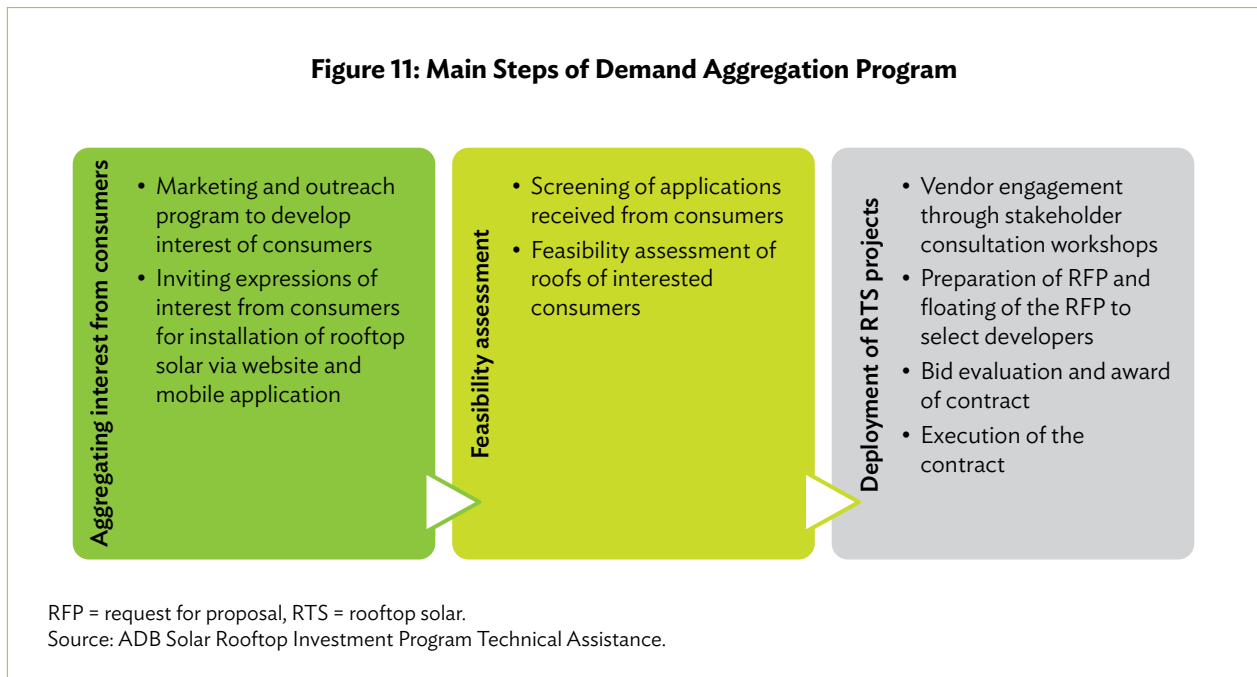 Figure 11: Main Steps of Demand Aggregation Program
Aggregating interest from consumers
• Marketing and outreach
program to develop
interest of consumers
• Inviting expressions of
interest from consumers
for installation of rooftop
solar via website and
mobile application
Feasibility assessment
• Screening of applications
received from consumers
• Feasibility assessment of
roofs of interested
consumers
Deployment of RTS projects
• Vendor engagement
through stakeholder
consultation workshops
• Preparation of RFP and
floating of the RFP to
select developers
• Bid evaluation and award
of contract
• Execution of the
contract
RFP = request for proposal, RTS = rooftop solar.
Source: ADB Solar Rooftop Investment Program Technical Assistance.